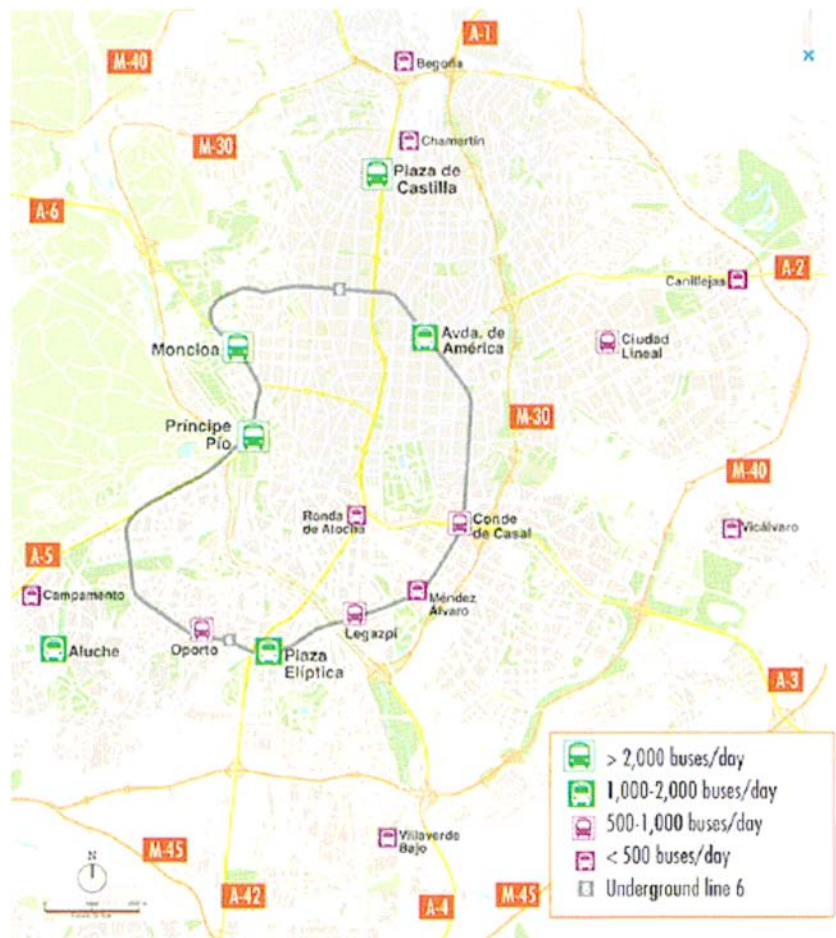 A-1
M-40
Begoña
M-30
Chamartín
Plaza de
Castilla
A-6
Canillejas
A-2
6
Moncloa
Avda. de
América
Ciudad
Lineal
M-30
Príncipe
Pío
M-40
Ronda
de Atocha
Conde
de Casal
Vicálvaro
A-5
Campamento
Méndez
Álvaro
Aluche
Oporto
6
Legazpi
Plaza
Elíptica
A-3
> 2,000 buses/day
1,000-2,000 buses/day
500-1,000 buses/day
< 500 buses/day
6 Underground line 6
Villaverde
Bajo
M-45
N
A-42
A-4
M-45